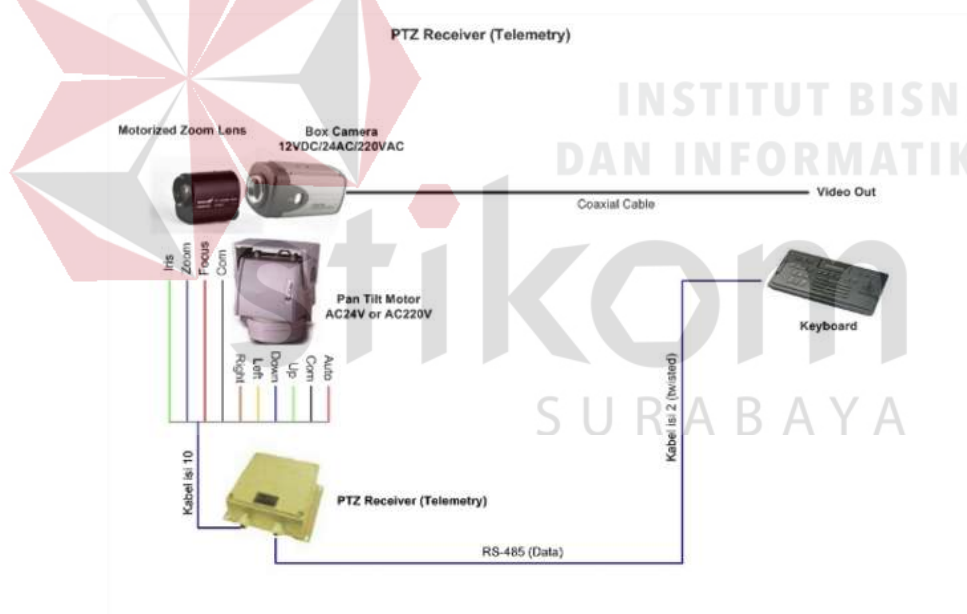 PTZ Receiver (Telemetry)
INSTITUT BISN
DAN INFORMATIK
stikom
SURABAYA
Motorized Zoom Lens
Box Camera
12VDC/24AC/220VAC
Video Out
Coaxial Cable
Iris
Zoom
Focus
Com
Pan Tilt Motor
AC24V or AC220V
Keyboard
Right
Left
Down
Up
Com
Auto
Kabel isi 2 (twisted)
Kabel isi 10
PTZ Receiver (Telemetry)
RS-485 (Data)